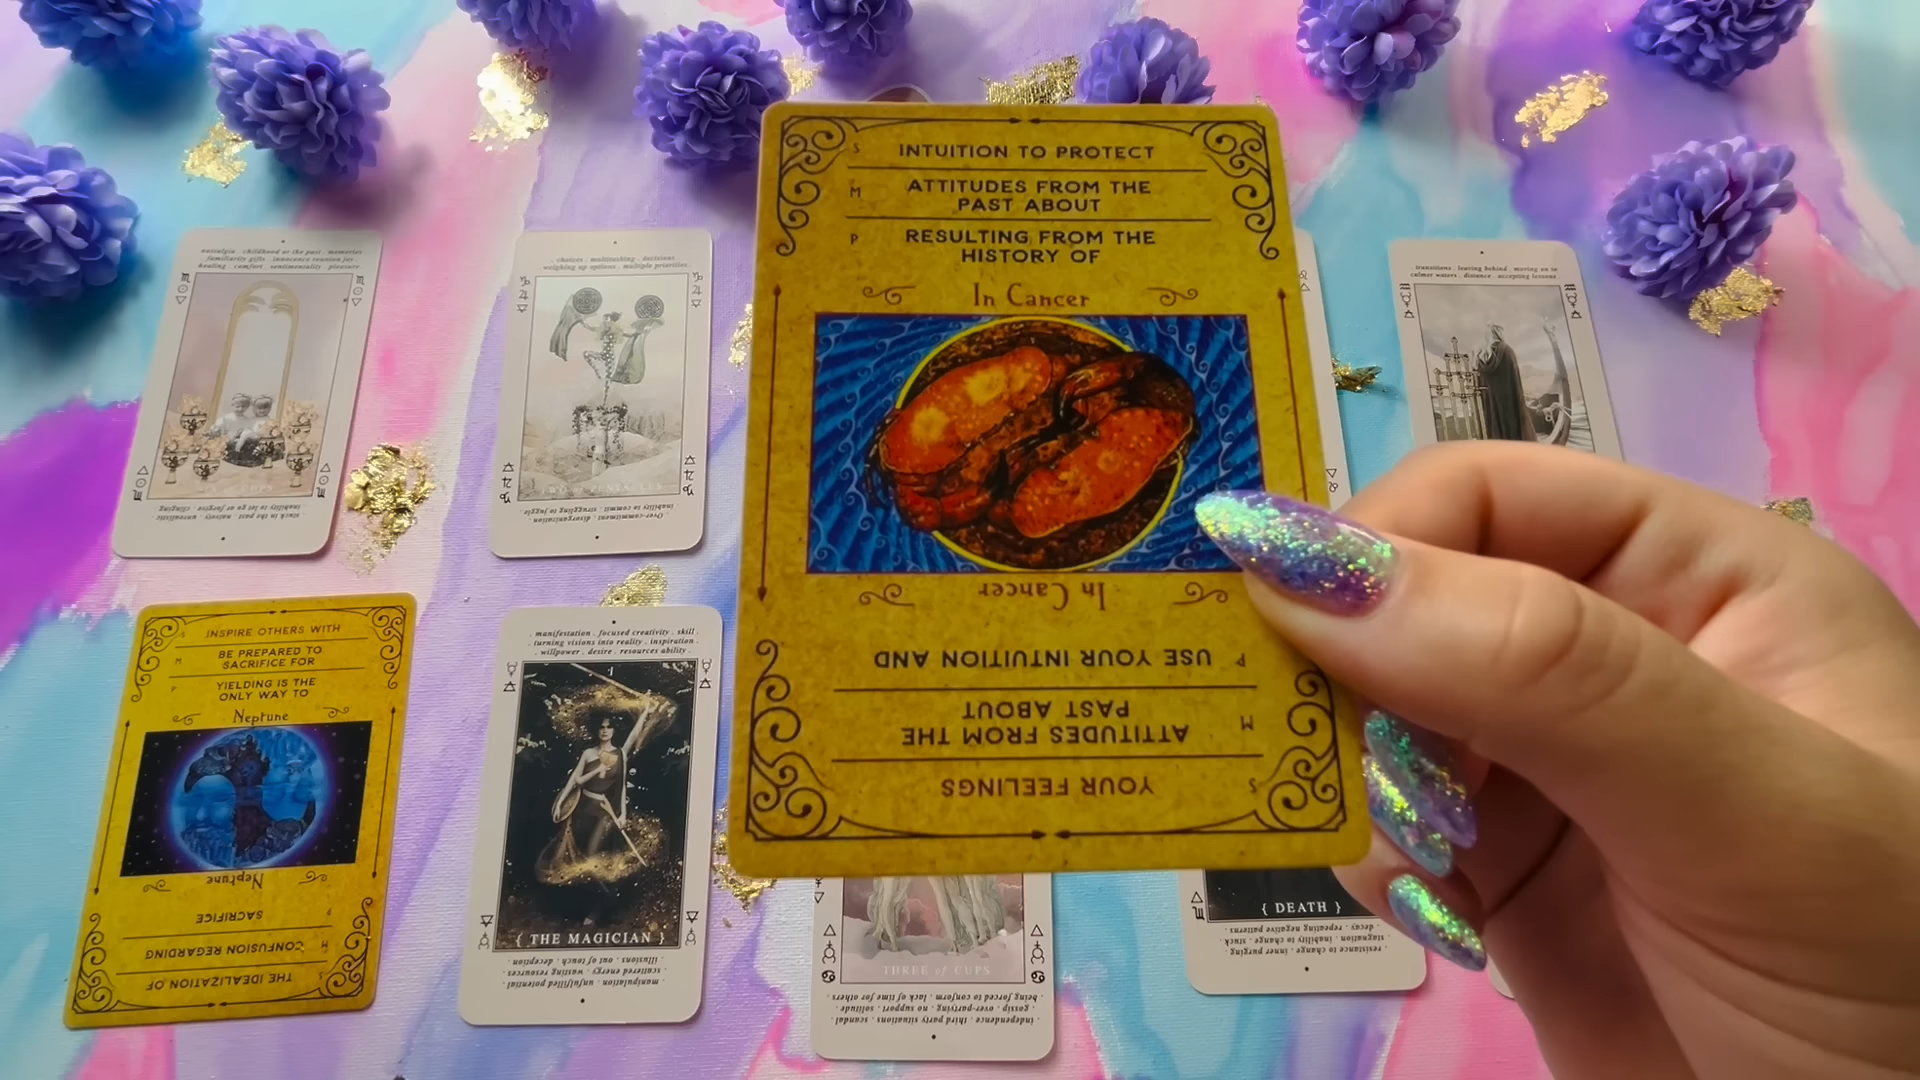 INTUITION TO PROTECT
S
ATTITUDES FROM THE
PAST ABOUT
M
RESULTING FROM THE
HISTORY OF
P
In Cancer
In Cancer
USE YOUR INTUITION AND
P
ATTITUDES FROM THE
PAST ABOUT
M
YOUR FEELINGS
S
nostalgia . childhood or the past . memories
familiarity gifts . innocence reunion joy
healing . comfort . sentimentality . pleasure
CUPS
stuck in the past . naivety . unrealistic
inability to let go or forgive . clinging
. choices . multitasking . decisions
weighing up options . multiple priorities .
TWO of PENTACLES
Over-commitment . disorganization
inability to commit . struggling to juggle
. transitions . leaving behind . moving on to
calmer waters . distance . accepting lessons
INSPIRE OTHERS WITH
S
BE PREPARED TO
SACRIFICE FOR
M
YIELDING IS THE
ONLY WAY TO
P
Neptune
Neptune
SACRIFICE
P
CONFUSION REGARDING
M
THE IDEALIZATION OF
S
. manifestation . focused creativity . skill .
. turning visions into reality . inspiration .
. willpower . desire . resources ability .
I
{ THE MAGICIAN }
manipulation . unfulfilled potential
scattered energy . wasting resources
illusions . out of touch . deception
THREE of CUPS
independence . third party situations . scandal
gossip . over-partying . no support . solitude
being forced to conform . lack of time for others
{ DEATH }
resistance to change . inner purging
stagnation . inability to change . stuck
decay . repeating negative patterns